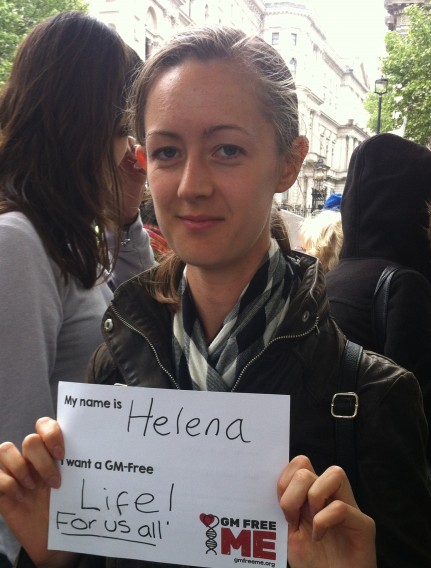 My name is Helena
I want a GM-Free
Life!
For us all'
GM FREE
ME
gmfreeme.org